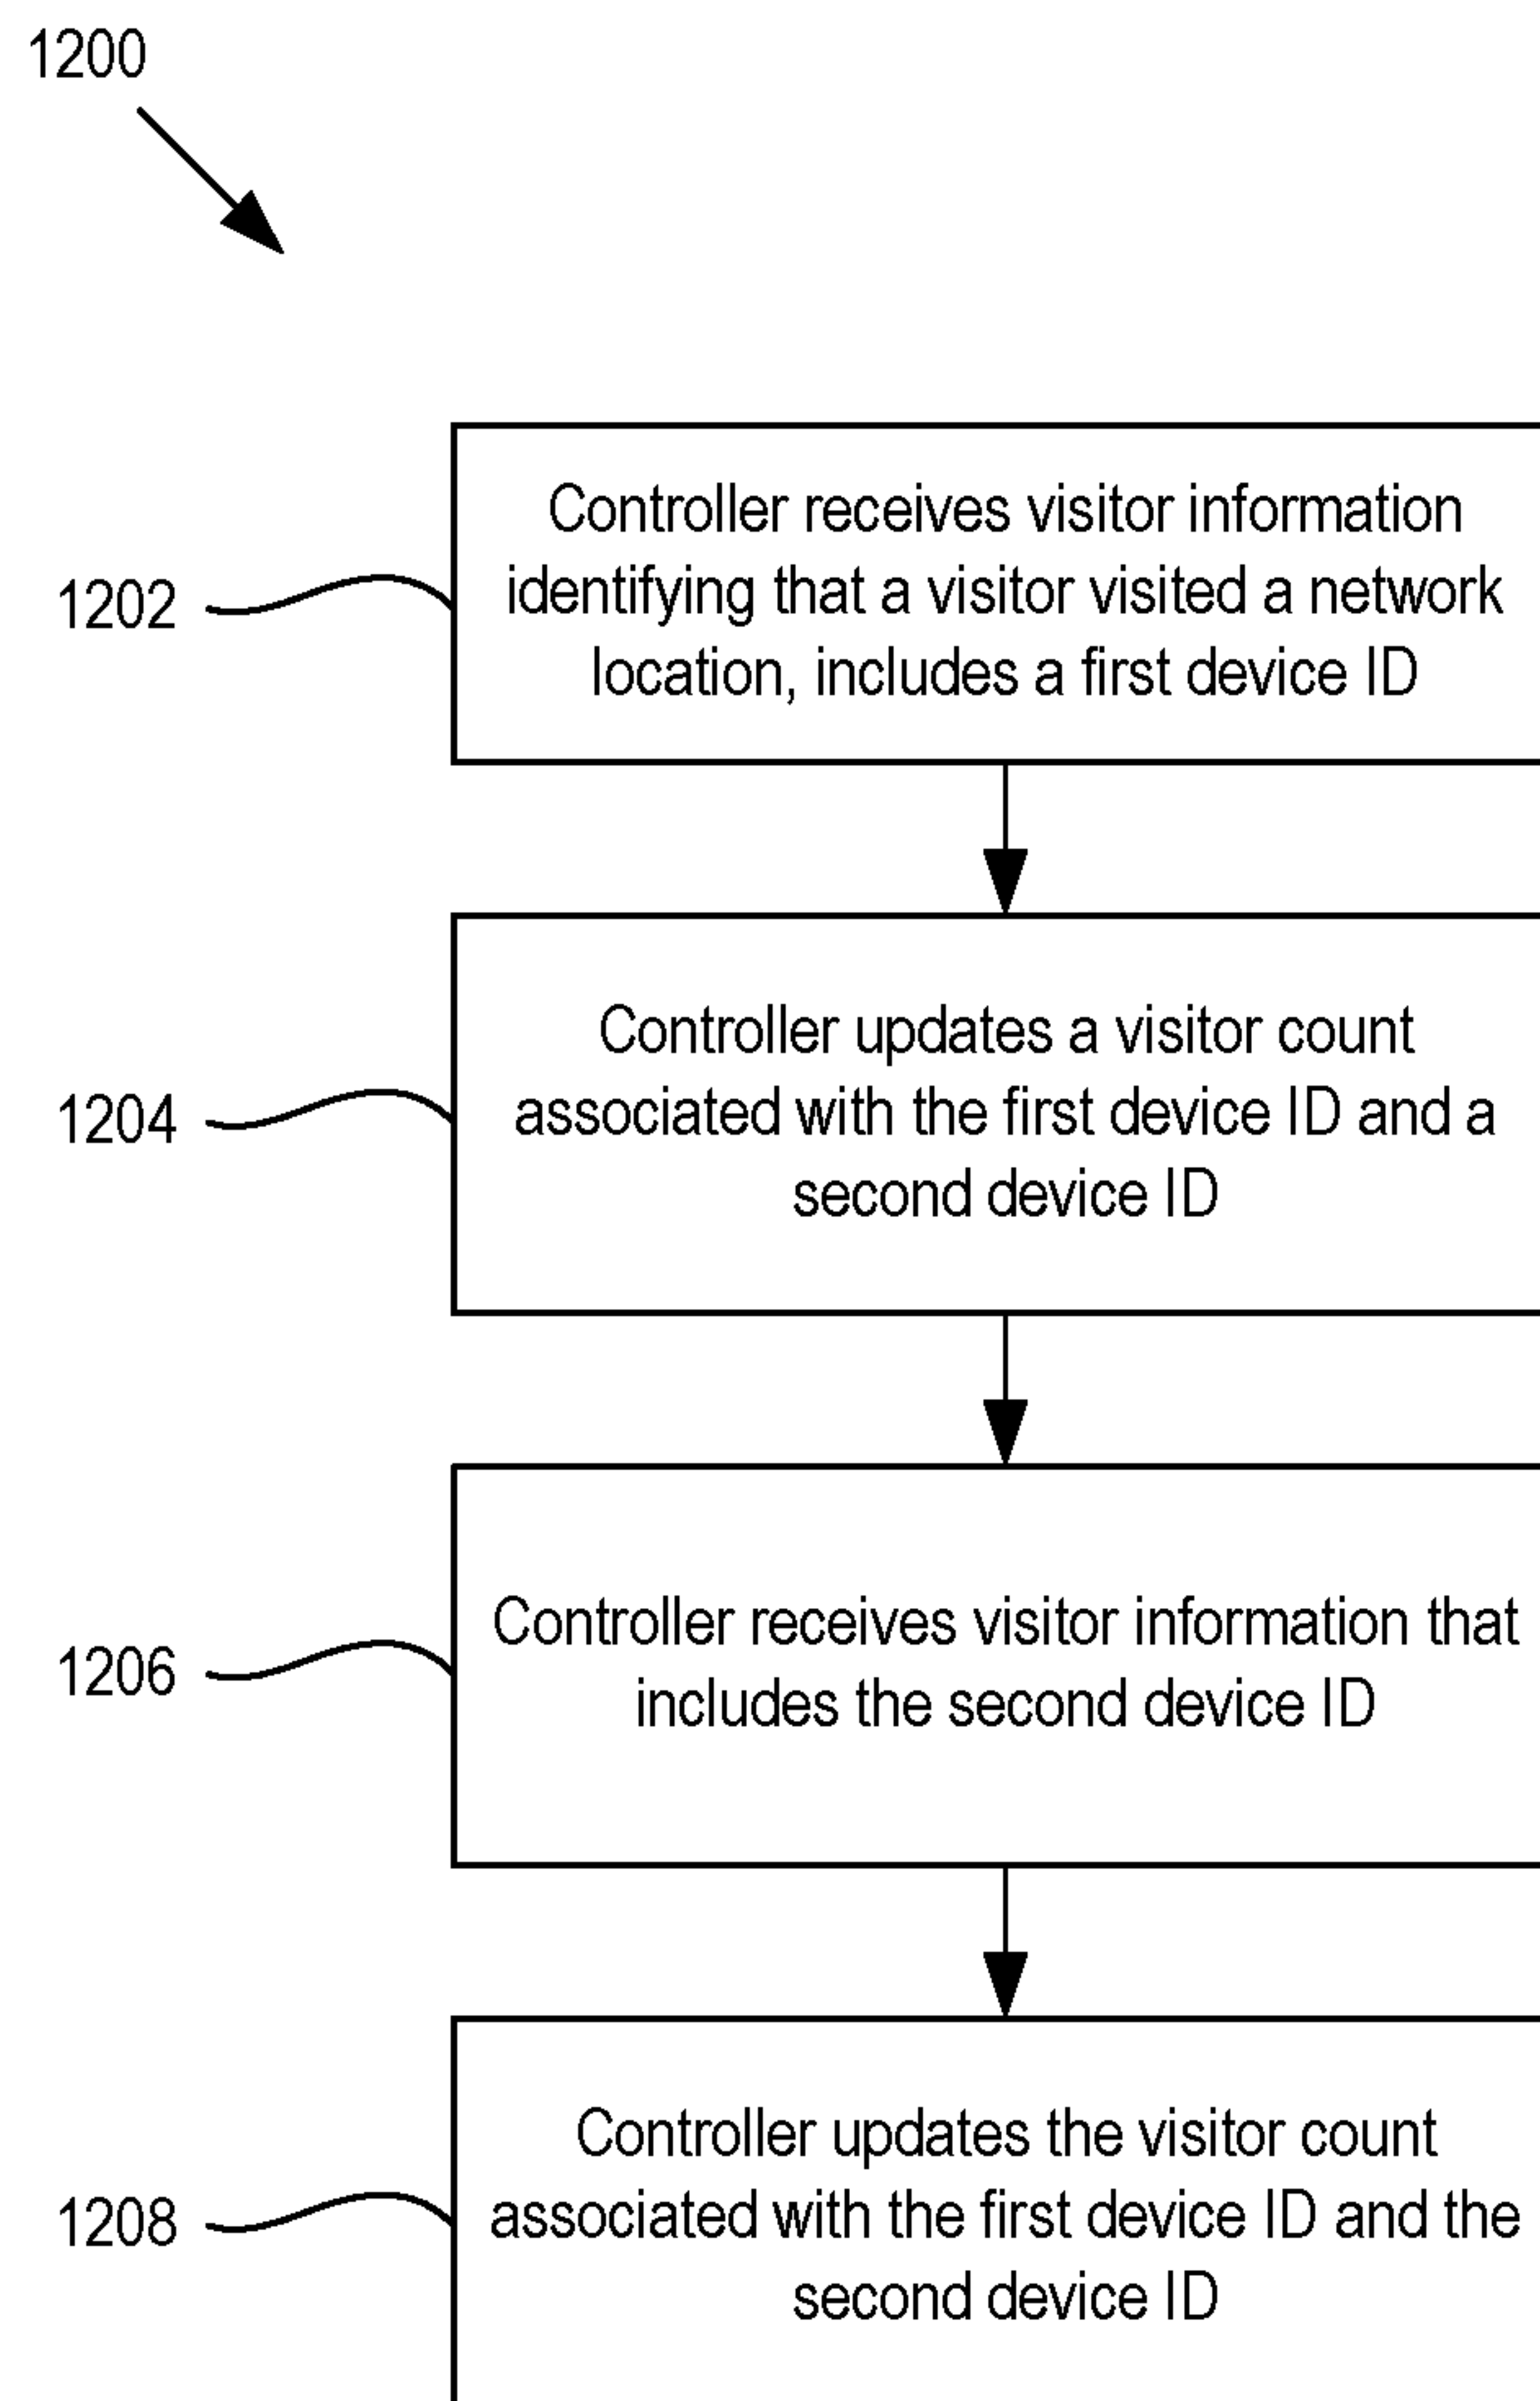 1200
Controller receives visitor information
identifying that a visitor visited a network
location, includes a first device ID
1202
Controller updates a visitor count
associated with the first device ID and a
second device ID
1204
Controller receives visitor information that
includes the second device ID
1206
Controller updates the visitor count
associated with the first device ID and the
second device ID
1208